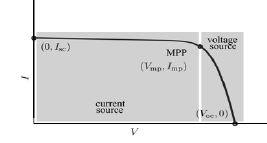 voltage
source
(0, I_sc)
MPP
(V_mp, I_mp)
I
current
source
(V_oc, 0)
V